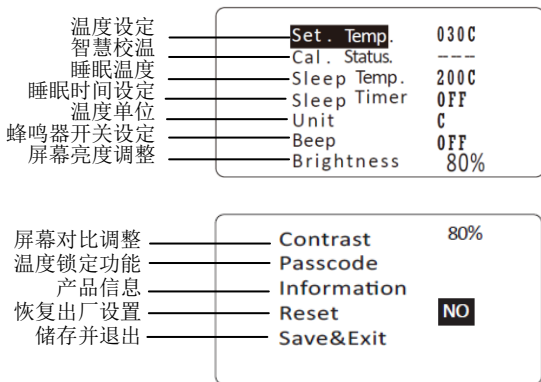 温度设定 Set. Temp. 030C
智慧校温 Cal. Status. ---
睡眠温度 Sleep Temp. 200C
睡眠时间设定 Sleep Timer OFF
温度单位 Unit C
蜂鸣器开关设定 Beep OFF
屏幕亮度调整 Brightness 80%
屏幕对比调整 Contrast 80%
温度锁定功能 Passcode
产品信息 Information
恢复出厂设置 Reset NO
储存并退出 Save&Exit